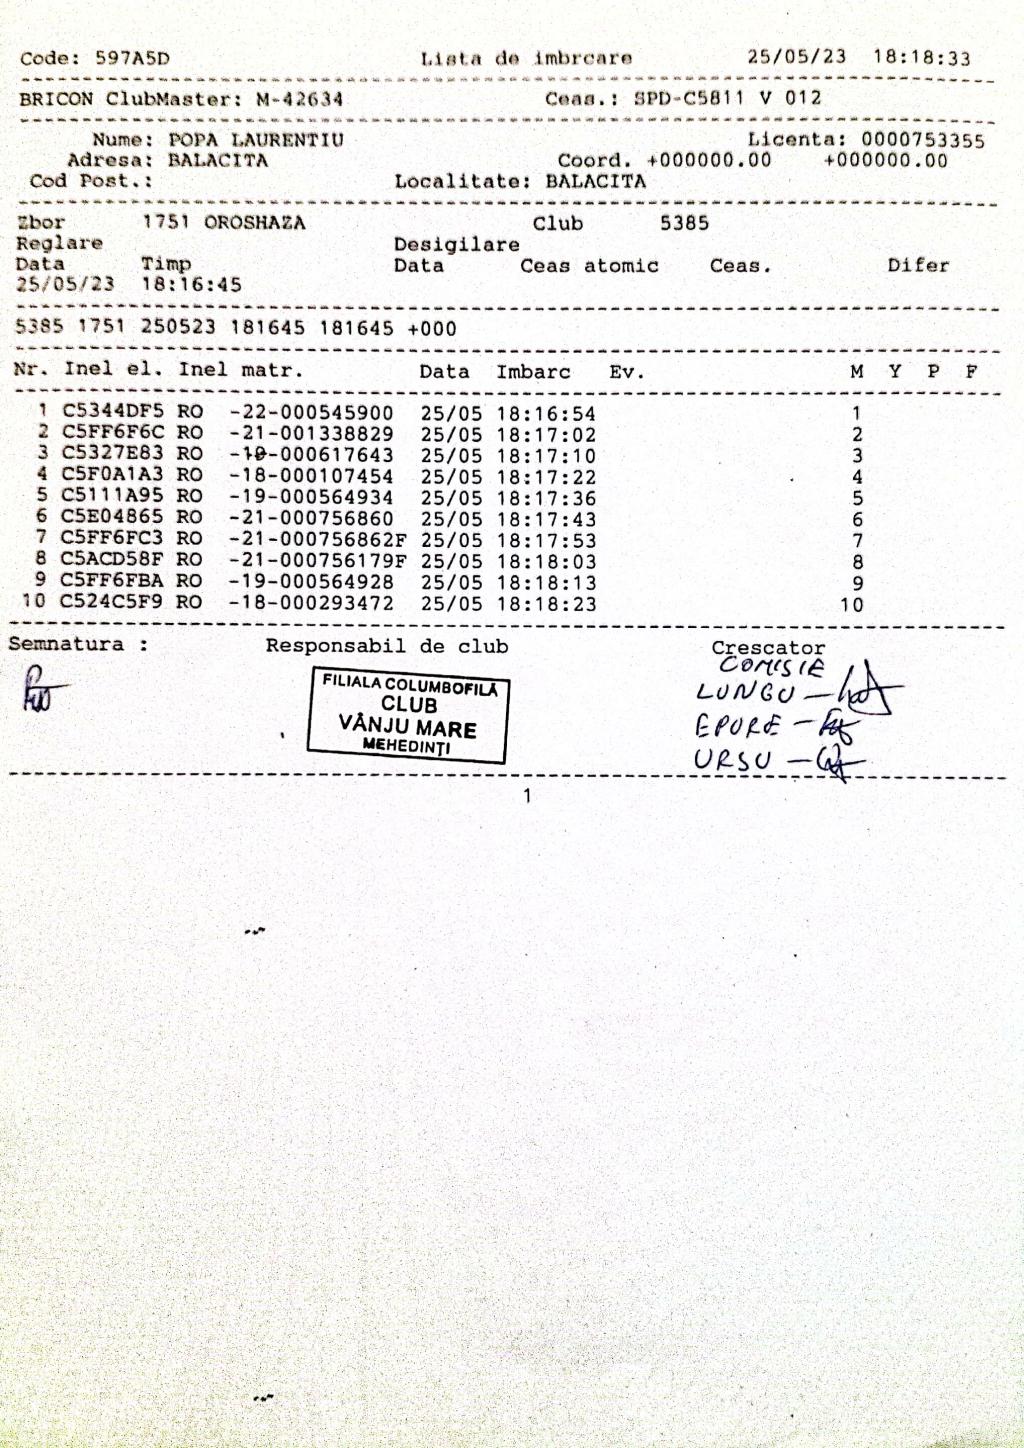 Code: 597A5D Lista de imbrcare 25/05/23 18:18:33
BRICON ClubMaster: M-42634 Ceas.: SPD-C5811 V 012
Nume: POPA LAURENTIU Licenta: 0000753355
Adresa: BALACITA Coord. +000000.00 +000000.00
Cod Post.: Localitate: BALACITA
Zbor 1751 OROSHAZA Club 5385
Reglare Desigilare
Data Timp Data Ceas atomic Ceas. Difer
25/05/23 18:16:45
5385 1751 250523 181645 181645 +000
Nr. Inel el. Inel matr. Data Imbarc Ev. M Y P F
1 C5344DF5 RO -22-000545900 25/05 18:16:54 1
2 C5FF6F6C RO -21-001338829 25/05 18:17:02 2
3 C5327E83 RO 25/05 18:17:10 3
4 C5F0A1A3 RO -18-000107454 25/05 18:17:22 4
5 C5111A95 RO -19-000564934 25/05 18:17:36 5
6 C5E04865 RO -21-000756860 25/05 18:17:43 6
7 C5FF6FC3 RO -21-000756862F 25/05 18:17:53 7
8 C5ACD58F RO -21-000756179F 25/05 18:18:03 8
9 C5FF6FBA RO -19-000564928 25/05 18:18:13 9
10 C524C5F9 RO -18-000293472 25/05 18:18:23 10
Semnatura : Responsabil de club Crescator
COMISIE
LUNGU —
EPURE —
URSU —
FILIALA COLUMBOFILĂ
CLUB
VÂNJU MARE
MEHEDINȚI
1